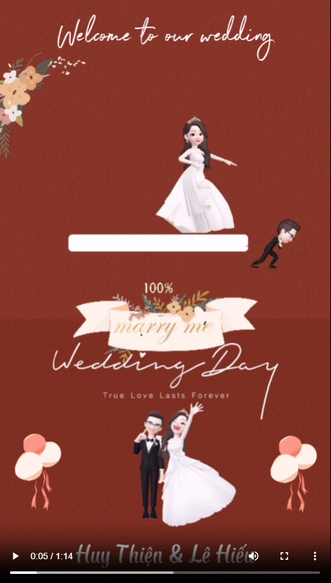 Welcome to our wedding
100%
marry me
Wedding Day
True Love Lasts Forever
Huy Thiện & Lê Hiếu
0:05 / 1:14